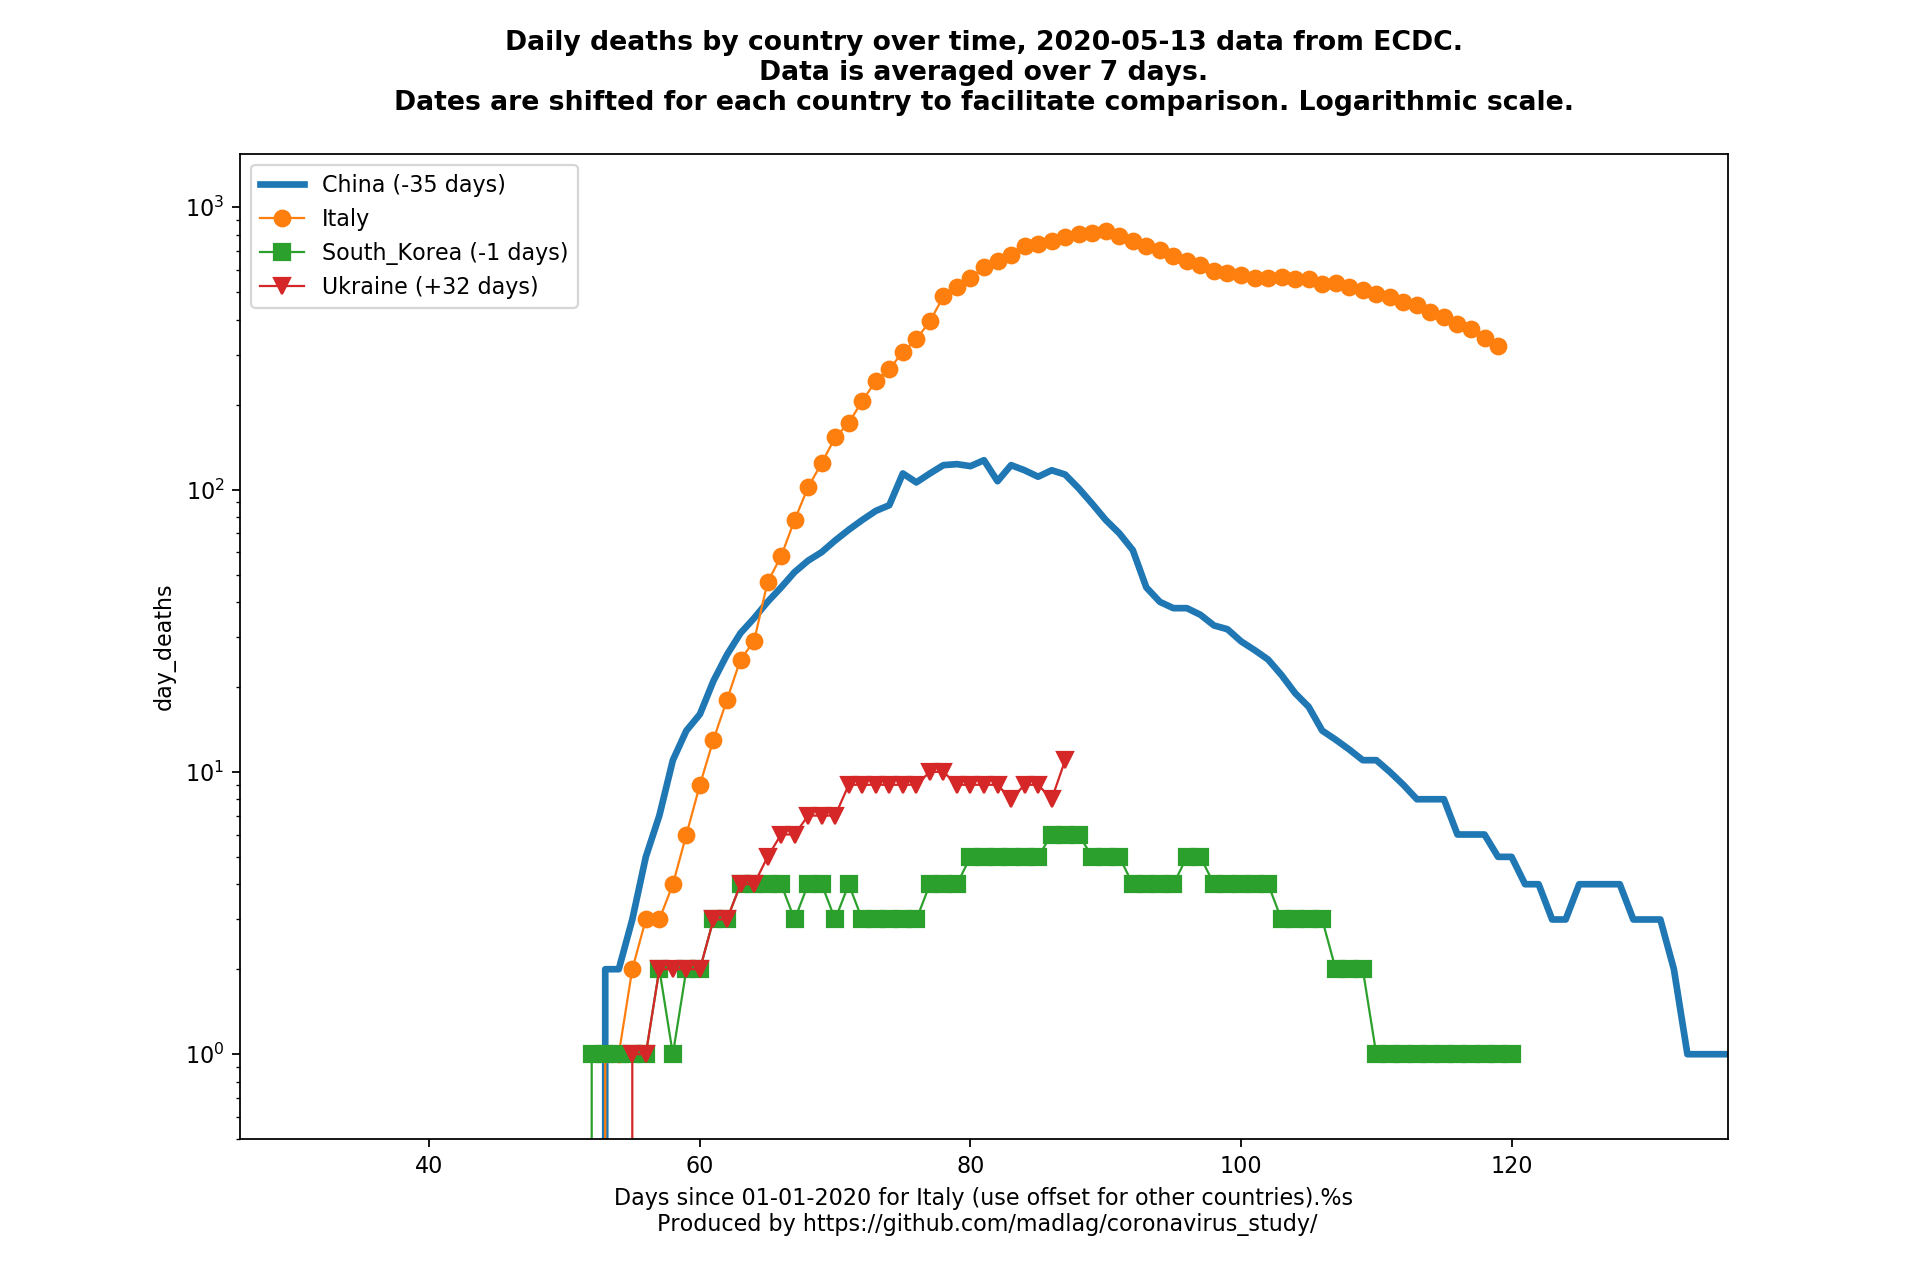 Daily deaths by country over time, 2020-05-13 data from ECDC.
Data is averaged over 7 days.
Dates are shifted for each country to facilitate comparison. Logarithmic scale.
China (-35 days)
Italy
South_Korea (-1 days)
Ukraine (+32 days)
10³
10²
10¹
10⁰
day_deaths
40 60 80 100 120
Days since 01-01-2020 for Italy (use offset for other countries).%s
Produced by https://github.com/madlag/coronavirus_study/